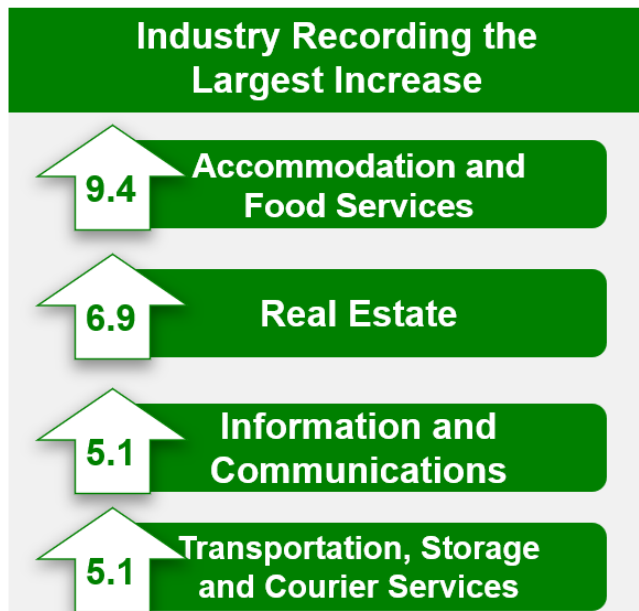 Industry Recording the
Largest Increase
9.4
Accommodation and
Food Services
6.9
Real Estate
5.1
Information and
Communications
5.1
Transportation, Storage
and Courier Services